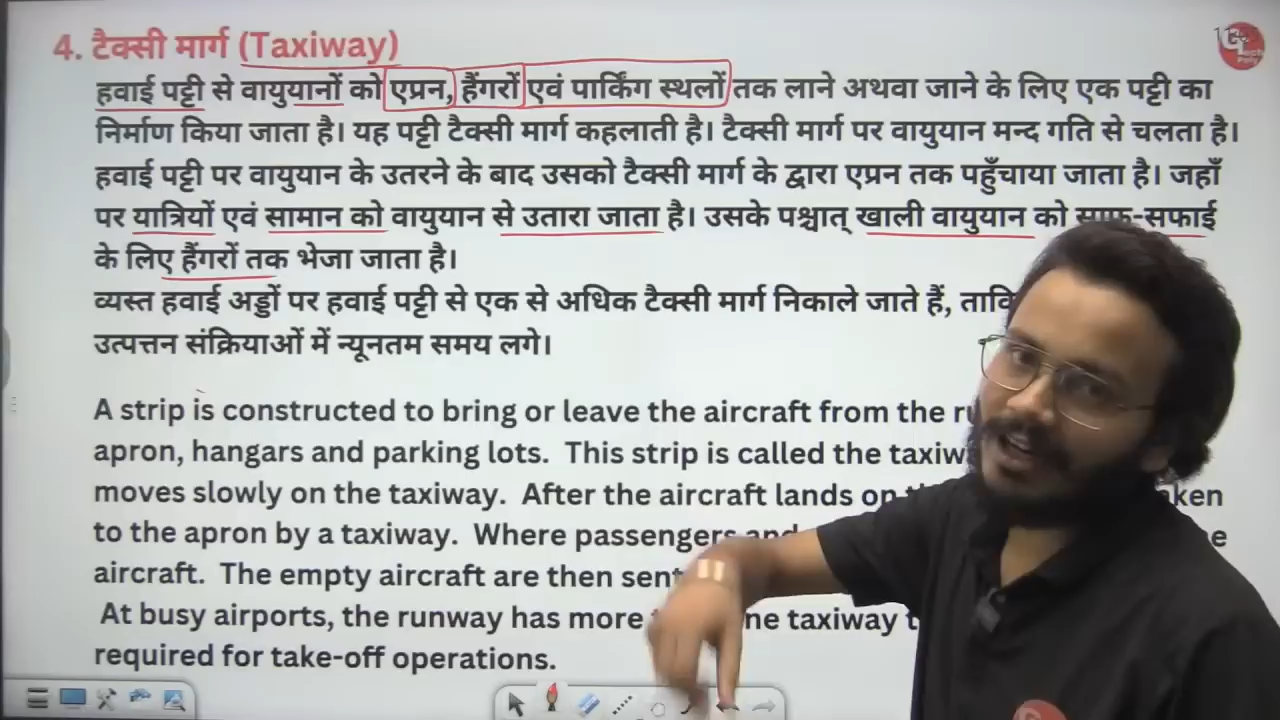 4. टैक्सी मार्ग (Taxiway)
हवाई पट्टी से वायुयानों को एप्रन, हैंगरों एवं पार्किंग स्थलों तक लाने अथवा जाने के लिए एक पट्टी का
निर्माण किया जाता है। यह पट्टी टैक्सी मार्ग कहलाती है। टैक्सी मार्ग पर वायुयान मन्द गति से चलता है।
हवाई पट्टी पर वायुयान के उतरने के बाद उसको टैक्सी मार्ग के द्वारा एप्रन तक पहुँचाया जाता है। जहाँ
पर यात्रियों एवं सामान को वायुयान से उतारा जाता है। उसके पश्चात् खाली वायुयान को साफ-सफाई
के लिए हैंगरों तक भेजा जाता है।
व्यस्त हवाई अड्डों पर हवाई पट्टी से एक से अधिक टैक्सी मार्ग निकाले जाते हैं,
उत्पत्तन संक्रियाओं में न्यूनतम समय लगे।
A strip is constructed to bring or leave the aircraft from the
apron, hangars and parking lots. This strip is called the
moves slowly on the taxiway. After the aircraft lands on
to the apron by a taxiway. Where passengers and
aircraft. The empty aircraft are then sent
At busy airports, the runway has more taxiway
required for take-off operations.